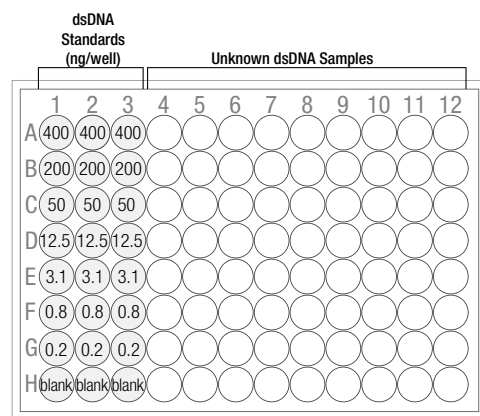 dsDNA
Standards
(ng/well)
Unknown dsDNA Samples
1 2 3 4 5 6 7 8 9 10 11 12
A 400 400 400
B 200 200 200
C 50 50 50
D 12.5 12.5 12.5
E 3.1 3.1 3.1
F 0.8 0.8 0.8
G 0.2 0.2 0.2
H blank blank blank